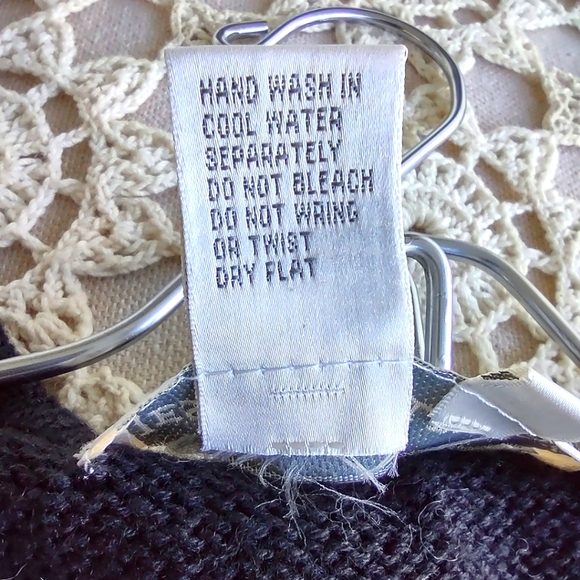 HAND WASH IN
COOL WATER
SEPARATELY
DO NOT BLEACH
DO NOT WRING
OR TWIST
DRY FLAT